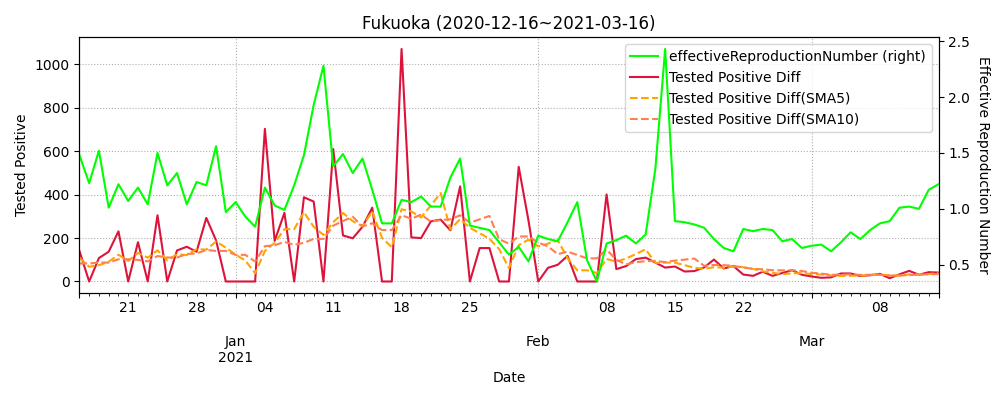 Fukuoka (2020-12-16~2021-03-16)
effectiveReproductionNumber (right)
Tested Positive Diff
Tested Positive Diff(SMA5)
Tested Positive Diff(SMA10)
Tested Positive
1000
800
600
400
200
0
Effective Reproduction Number
2.5
2.0
1.5
1.0
0.5
21 28 04 11 18 25 08 15 22 08
Jan Feb Mar
2021
Date